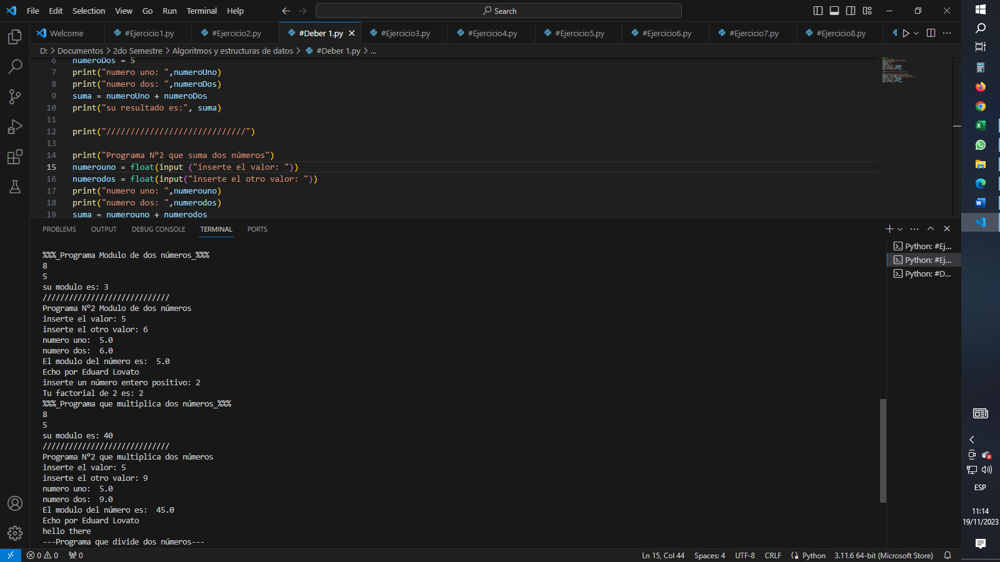 File Edit Selection View Go Run Terminal Help
Search
Welcome #Ejercicio1.py #Ejercicio2.py #Deber 1.py #Ejercicio3.py #Ejercicio4.py #Ejercicio5.py #Ejercicio6.py #Ejercicio7.py #Ejercicio8.py
D: > Documentos > 2do Semestre > Algoritmos y estructuras de datos > #Deber 1.py > ...
6 numeroDos = 5
7 print("numero uno: ",numeroUno)
8 print("numero dos: ",numeroDos)
9 suma = numeroUno + numeroDos
10 print("su resultado es:", suma)
11
12 print("/////////////////////////////")
13
14 print("Programa Nº2 que suma dos números")
15 numerouno = float(input ("inserte el valor: "))
16 numerodos = float(input("inserte el otro valor: "))
17 print("numero uno: ",numerouno)
18 print("numero dos: ",numerodos)
19 suma = numerouno + numerodos
PROBLEMS OUTPUT DEBUG CONSOLE TERMINAL PORTS
Python: #Ej...
Python: #Ej...
Python: #D...
%%%_Programa Modulo de dos números_%%%
8
5
su modulo es: 3
/////////////////////////////
Programa Nº2 Modulo de dos números
inserte el valor: 5
inserte el otro valor: 6
numero uno:  5.0
numero dos:  6.0
El modulo del número es:  5.0
Echo por Eduard Lovato
inserte un número entero positivo: 2
Tu factorial de 2 es: 2
%%%_Programa que multiplica dos números_%%%
8
5
su modulo es: 40
/////////////////////////////
Programa Nº2 que multiplica dos números
inserte el valor: 5
inserte el otro valor: 9
numero uno:  5.0
numero dos:  9.0
El modulo del número es:  45.0
Echo por Eduard Lovato
hello there
---Programa que divide dos números---
0 0 0
Ln 15, Col 44 Spaces: 4 UTF-8 CRLF Python 3.11.6 64-bit (Microsoft Store)
ESP
11:14
19/11/2023